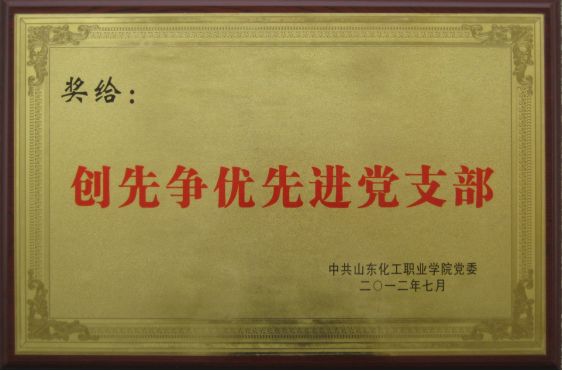 奖给：
创先争优先进党支部
中共山东化工职业学院党委
二〇一二年七月